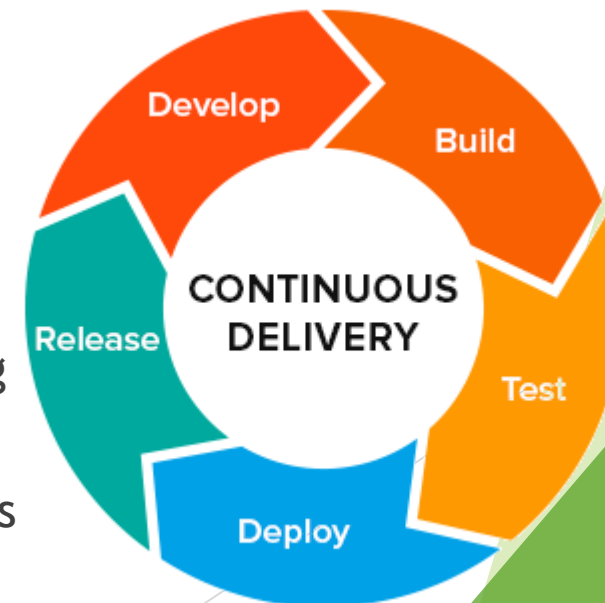 Develop
Build
CONTINUOUS
DELIVERY
Release
g
Test
s
Deploy